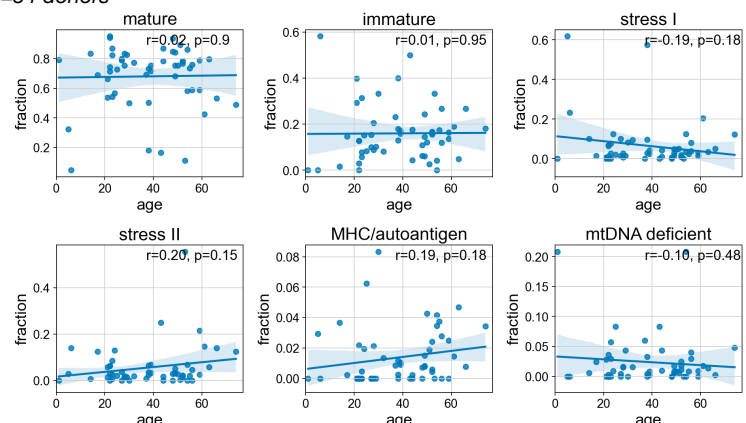 donors
mature
immature
stress I
r=0.02, p=0.9
r=0.01, p=0.95
r=-0.19, p=0.18
fraction
fraction
fraction
0.8
0.6
0.4
0.2
0.6
0.4
0.2
0.0
0.6
0.4
0.2
0.0
0 20 40 60
0 20 40 60
0 20 40 60
age
age
age
stress II
MHC/autoantigen
mtDNA deficient
r=0.20, p=0.15
r=0.19, p=0.18
r=-0.10, p=0.48
fraction
fraction
fraction
0.4
0.2
0.0
0.08
0.06
0.04
0.02
0.00
0.20
0.15
0.10
0.05
0.00
0 20 40 60
0 20 40 60
0 20 40 60
age
age
age